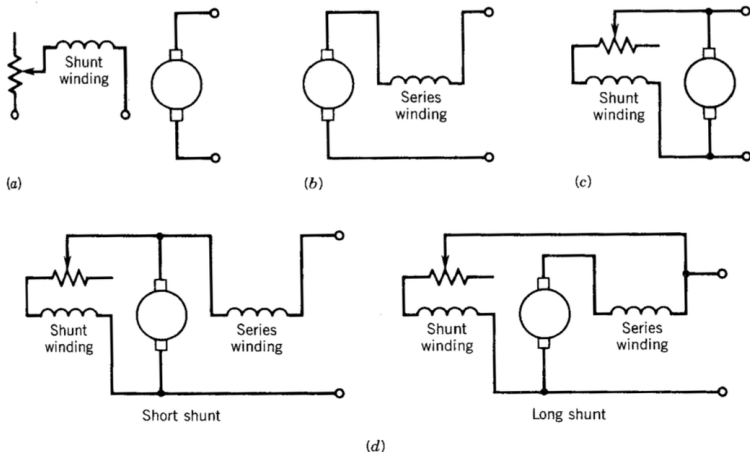 Shunt
winding
(a)
Series
winding
(b)
Shunt
winding
(c)
Shunt
winding
Series
winding
Short shunt
Shunt
winding
Series
winding
Long shunt
(d)